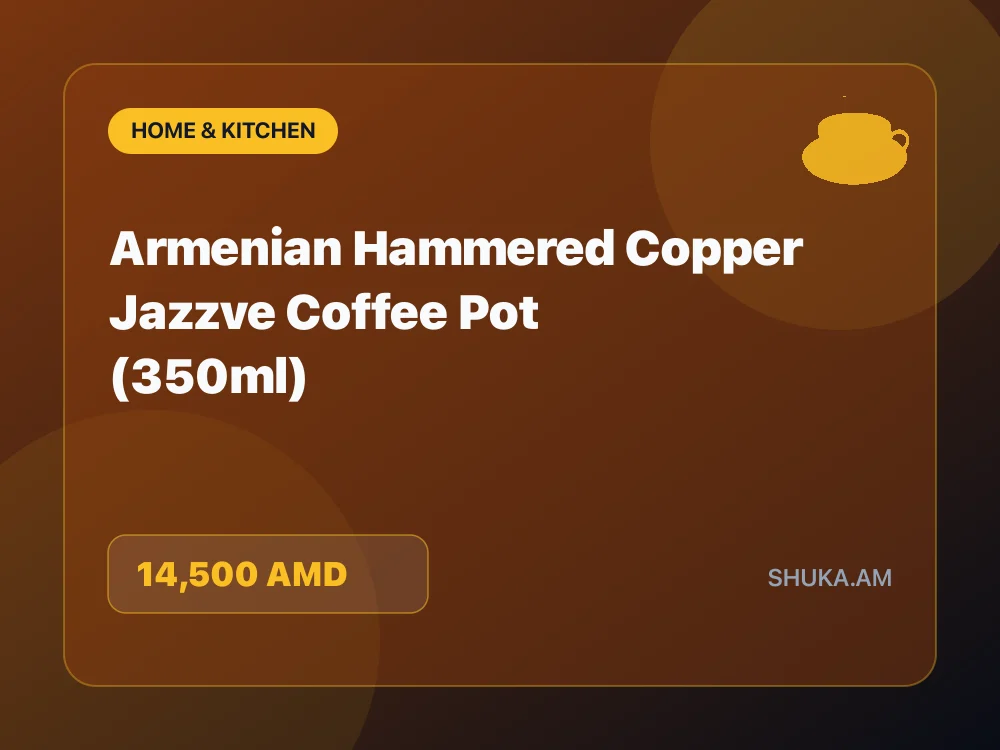 HOME & KITCHEN
Armenian Hammered Copper
Jazzve Coffee Pot
(350ml)
14,500 AMD
SHUKA.AM